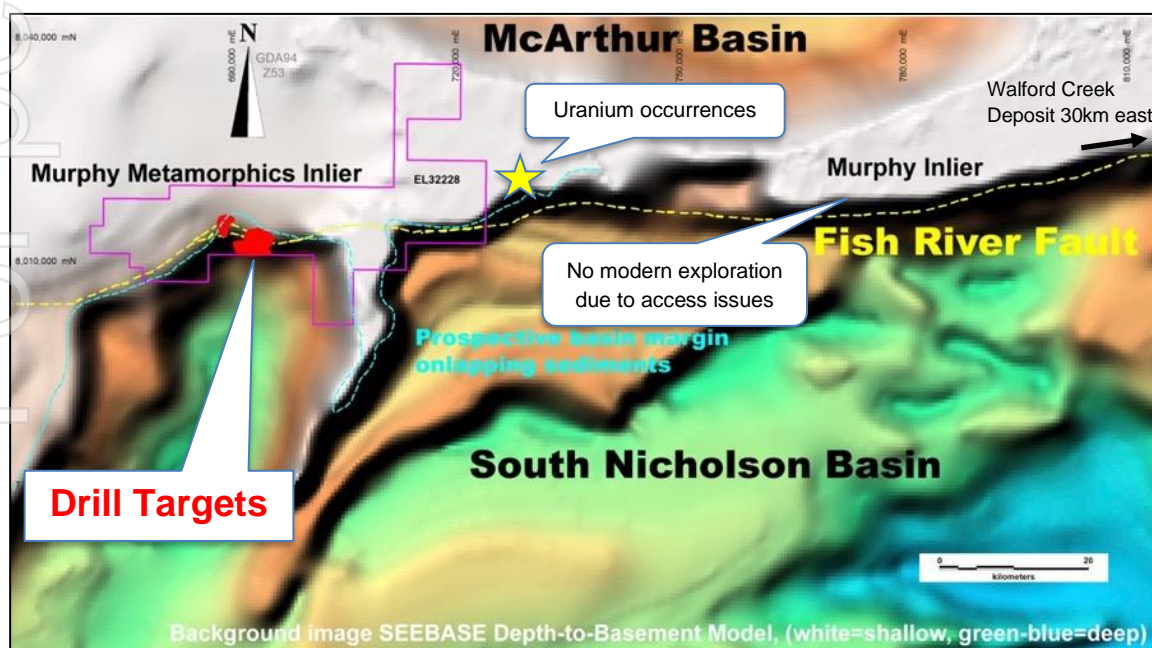 McArthur Basin
8,040,000 mN
N
GDA94
Z53
690,000 mE
720,000 mE
750,000 mE
780,000 mE
810,000 mE
Uranium occurrences
Walford Creek
Deposit 30km east
Murphy Metamorphics Inlier
EL32228
Murphy Inlier
Fish River Fault
8,010,000 mN
No modern exploration
due to access issues
Prospective basin margin
onlapping sediments
South Nicholson Basin
Drill Targets
0 20
kilometers
Background image SEEBASE Depth-to-Basement Model, (white=shallow, green-blue=deep)